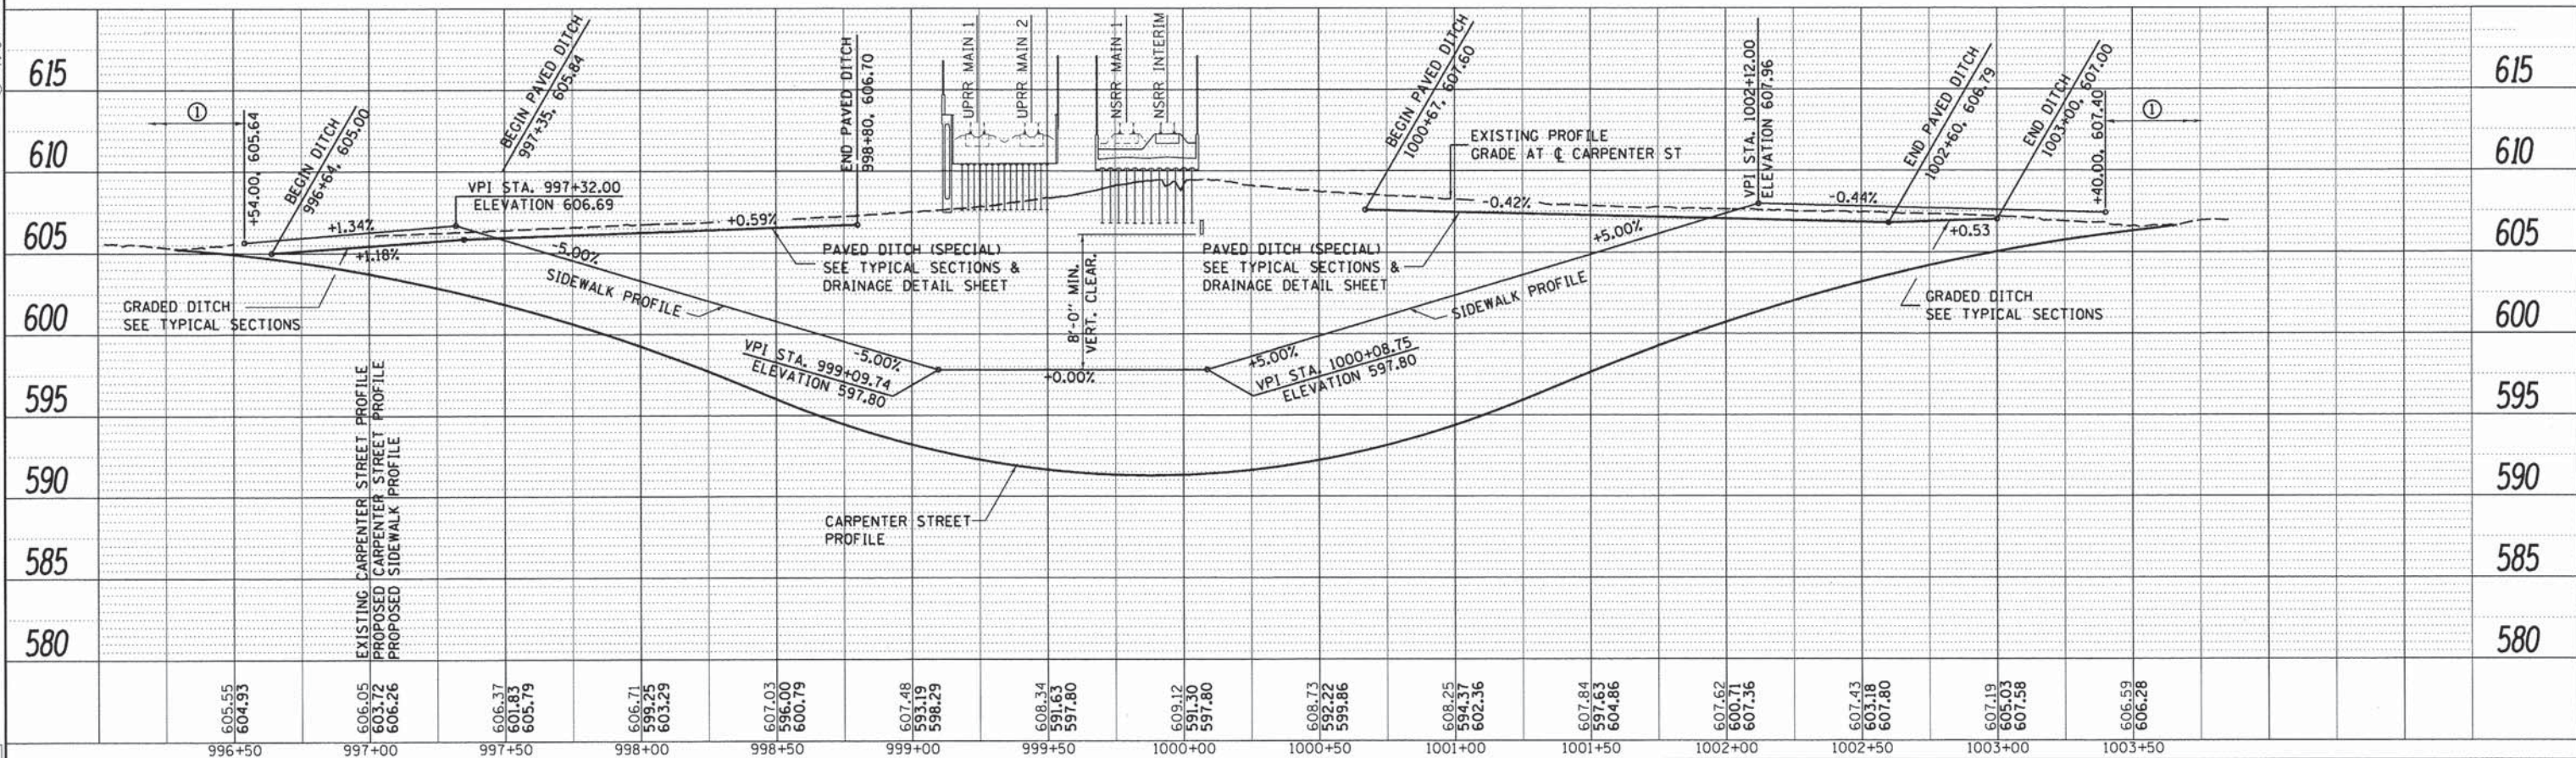 615
610
605
600
595
590
585
580
615
610
605
600
595
590
585
580
①
+54.00, 605.64
BEGIN DITCH
996+64, 605.00
BEGIN PAVED DITCH
997+35, 605.84
VPI STA. 997+32.00
ELEVATION 606.69
+1.34%
+1.18%
-5.00%
SIDEWALK PROFILE
+0.59%
END PAVED DITCH
998+80, 606.70
UPRR MAIN 1
UPRR MAIN 2
NSRR MAIN 1
NSRR INTERIM
BEGIN PAVED DITCH
1000+67, 607.60
EXISTING PROFILE
GRADE AT ℄ CARPENTER ST
-0.42%
VPI STA. 1002+12.00
ELEVATION 607.96
-0.44%
END PAVED DITCH
1002+60, 606.79
END DITCH
1003+00, 607.00
+40.00, 607.40
①
+0.53
+5.00%
PAVED DITCH (SPECIAL)
SEE TYPICAL SECTIONS &
DRAINAGE DETAIL SHEET
8'-0" MIN.
VERT. CLEAR.
PAVED DITCH (SPECIAL)
SEE TYPICAL SECTIONS &
DRAINAGE DETAIL SHEET
SIDEWALK PROFILE
GRADED DITCH
SEE TYPICAL SECTIONS
GRADED DITCH
SEE TYPICAL SECTIONS
-5.00%
VPI STA. 999+09.74
ELEVATION 597.80
+0.00%
+5.00%
VPI STA. 1000+08.75
ELEVATION 597.80
CARPENTER STREET
PROFILE
EXISTING CARPENTER STREET PROFILE
PROPOSED CARPENTER STREET PROFILE
PROPOSED SIDEWALK PROFILE
605.55
604.93
606.05
603.72
606.26
606.37
601.83
605.79
606.71
599.25
603.29
607.03
596.00
600.79
607.48
593.19
598.29
608.34
591.63
597.80
609.12
591.30
597.80
608.73
592.22
599.86
608.25
594.37
602.36
607.84
597.63
604.86
607.62
600.71
607.36
607.43
603.18
607.80
607.19
605.03
607.58
606.59
606.28
996+50
997+00
997+50
998+00
998+50
999+00
999+50
1000+00
1000+50
1001+00
1001+50
1002+00
1002+50
1003+00
1003+50